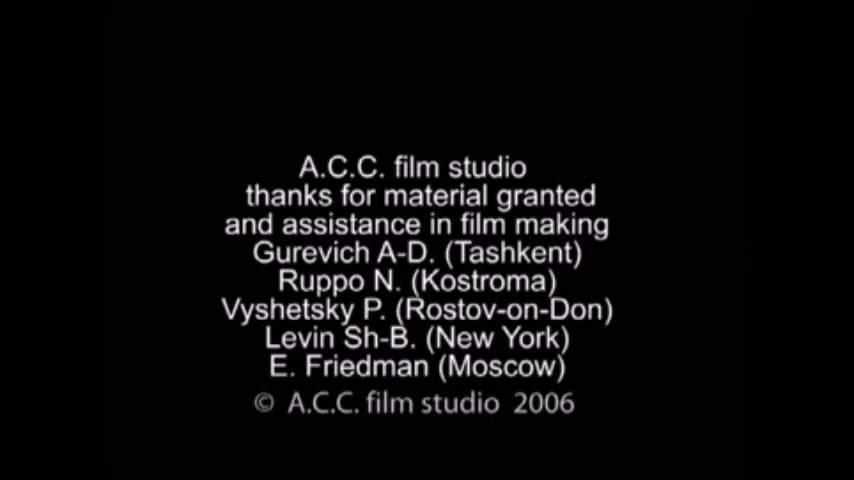 A.C.C. film studio
thanks for material granted
and assistance in film making
Gurevich A-D. (Tashkent)
Ruppo N. (Kostroma)
Vyshetsky P. (Rostov-on-Don)
Levin Sh-B. (New York)
E. Friedman (Moscow)
© A.C.C. film studio 2006